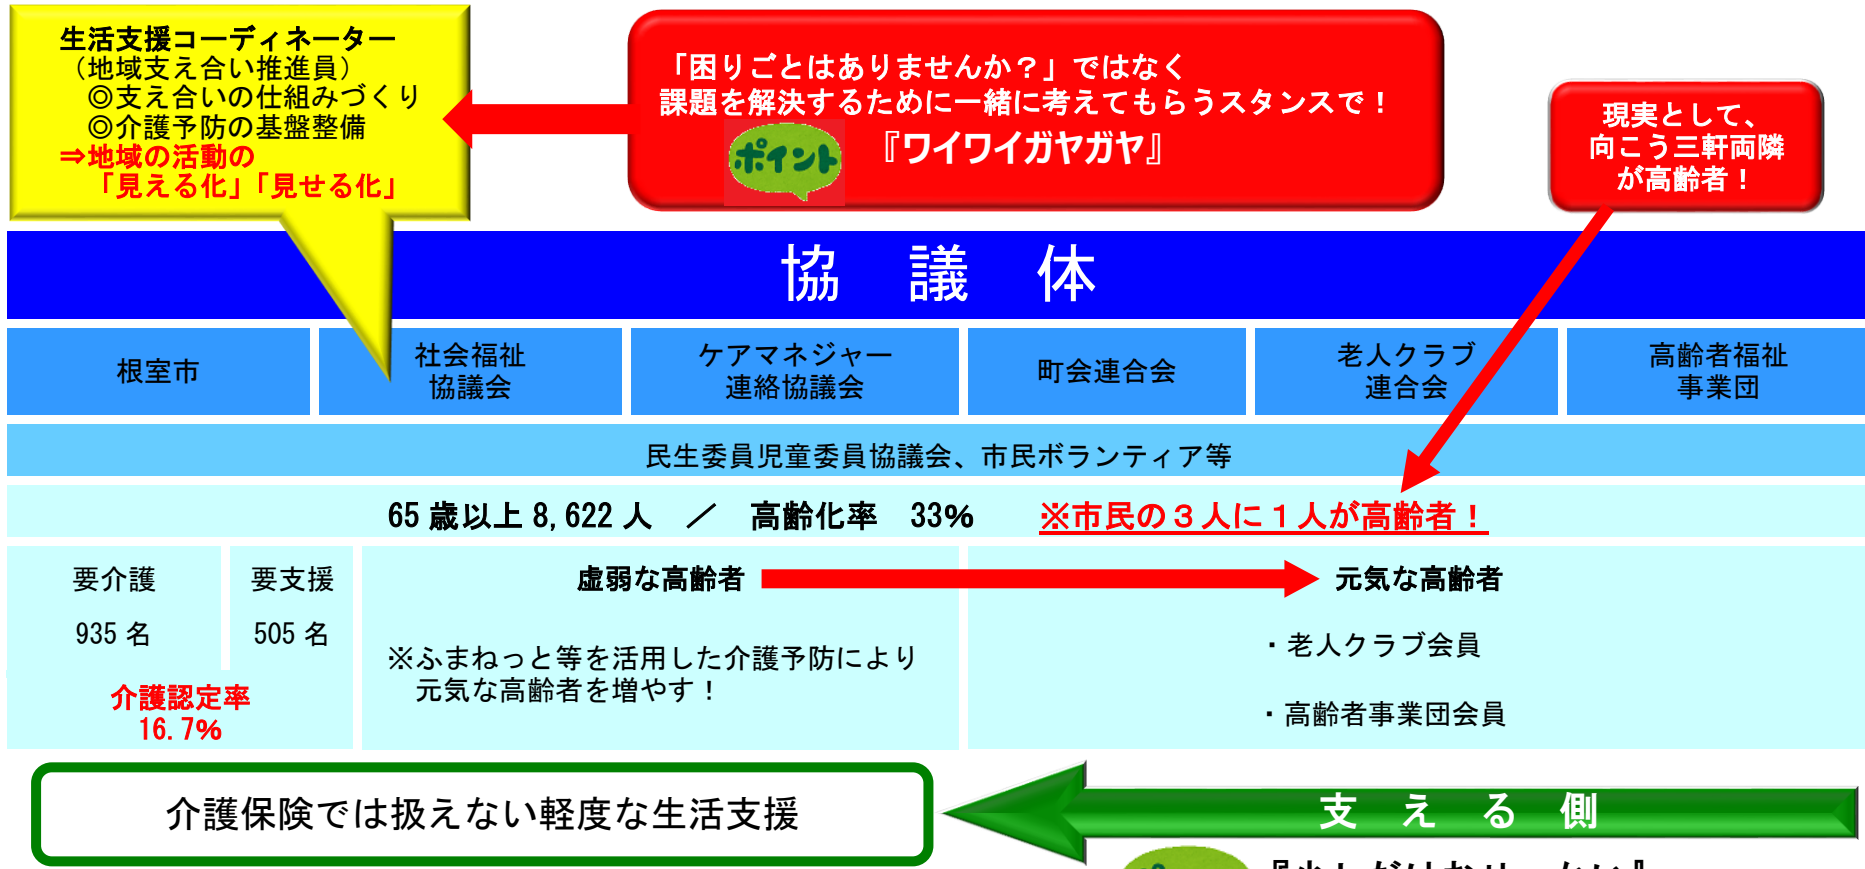 生活支援コーディネーター
（地域支え合い推進員）
◎支え合いの仕組みづくり
◎介護予防の基盤整備
⇒地域の活動の
「見える化」「見せる化」
「困りごとはありませんか？」ではなく
課題を解決するために一緒に考えてもらうスタンスで！
ポイント
『ワイワイガヤガヤ』
現実として、
向こう三軒両隣
が高齢者！
協 議 体
根室市
社会福祉
協議会
ケアマネジャー
連絡協議会
町会連合会
老人クラブ
連合会
高齢者福祉
事業団
民生委員児童委員協議会、市民ボランティア等
65歳以上8,622人 ／ 高齢化率 33% ※市民の３人に１人が高齢者！
要介護
935名
要支援
505名
介護認定率
16.7%
虚弱な高齢者
※ふまねっと等を活用した介護予防により
元気な高齢者を増やす！
元気な高齢者
・老人クラブ会員
・高齢者事業団会員
介護保険では扱えない軽度な生活支援
支 え る 側